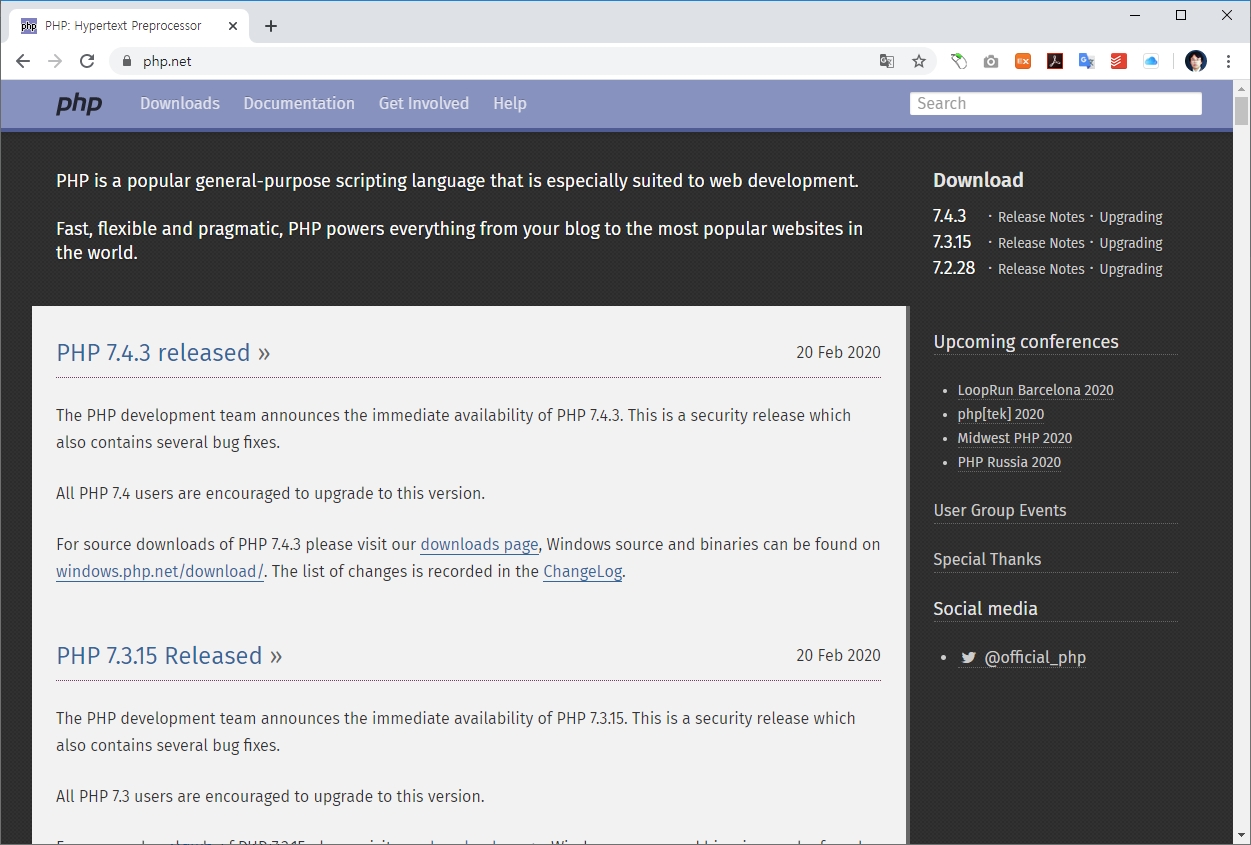 PHP: Hypertext Preprocessor
php.net
php
Downloads
Documentation
Get Involved
Help
Search
PHP is a popular general-purpose scripting language that is especially suited to web development.
Fast, flexible and pragmatic, PHP powers everything from your blog to the most popular websites in
the world.
Download
7.4.3 · Release Notes · Upgrading
7.3.15 · Release Notes · Upgrading
7.2.28 · Release Notes · Upgrading
PHP 7.4.3 released »
20 Feb 2020
The PHP development team announces the immediate availability of PHP 7.4.3. This is a security release which
also contains several bug fixes.
All PHP 7.4 users are encouraged to upgrade to this version.
For source downloads of PHP 7.4.3 please visit our downloads page, Windows source and binaries can be found on
windows.php.net/download/. The list of changes is recorded in the ChangeLog.
PHP 7.3.15 Released »
20 Feb 2020
The PHP development team announces the immediate availability of PHP 7.3.15. This is a security release which
also contains several bug fixes.
All PHP 7.3 users are encouraged to upgrade to this version.
Upcoming conferences
• LoopRun Barcelona 2020
• php[tek] 2020
• Midwest PHP 2020
• PHP Russia 2020
User Group Events
Special Thanks
Social media
• @official_php